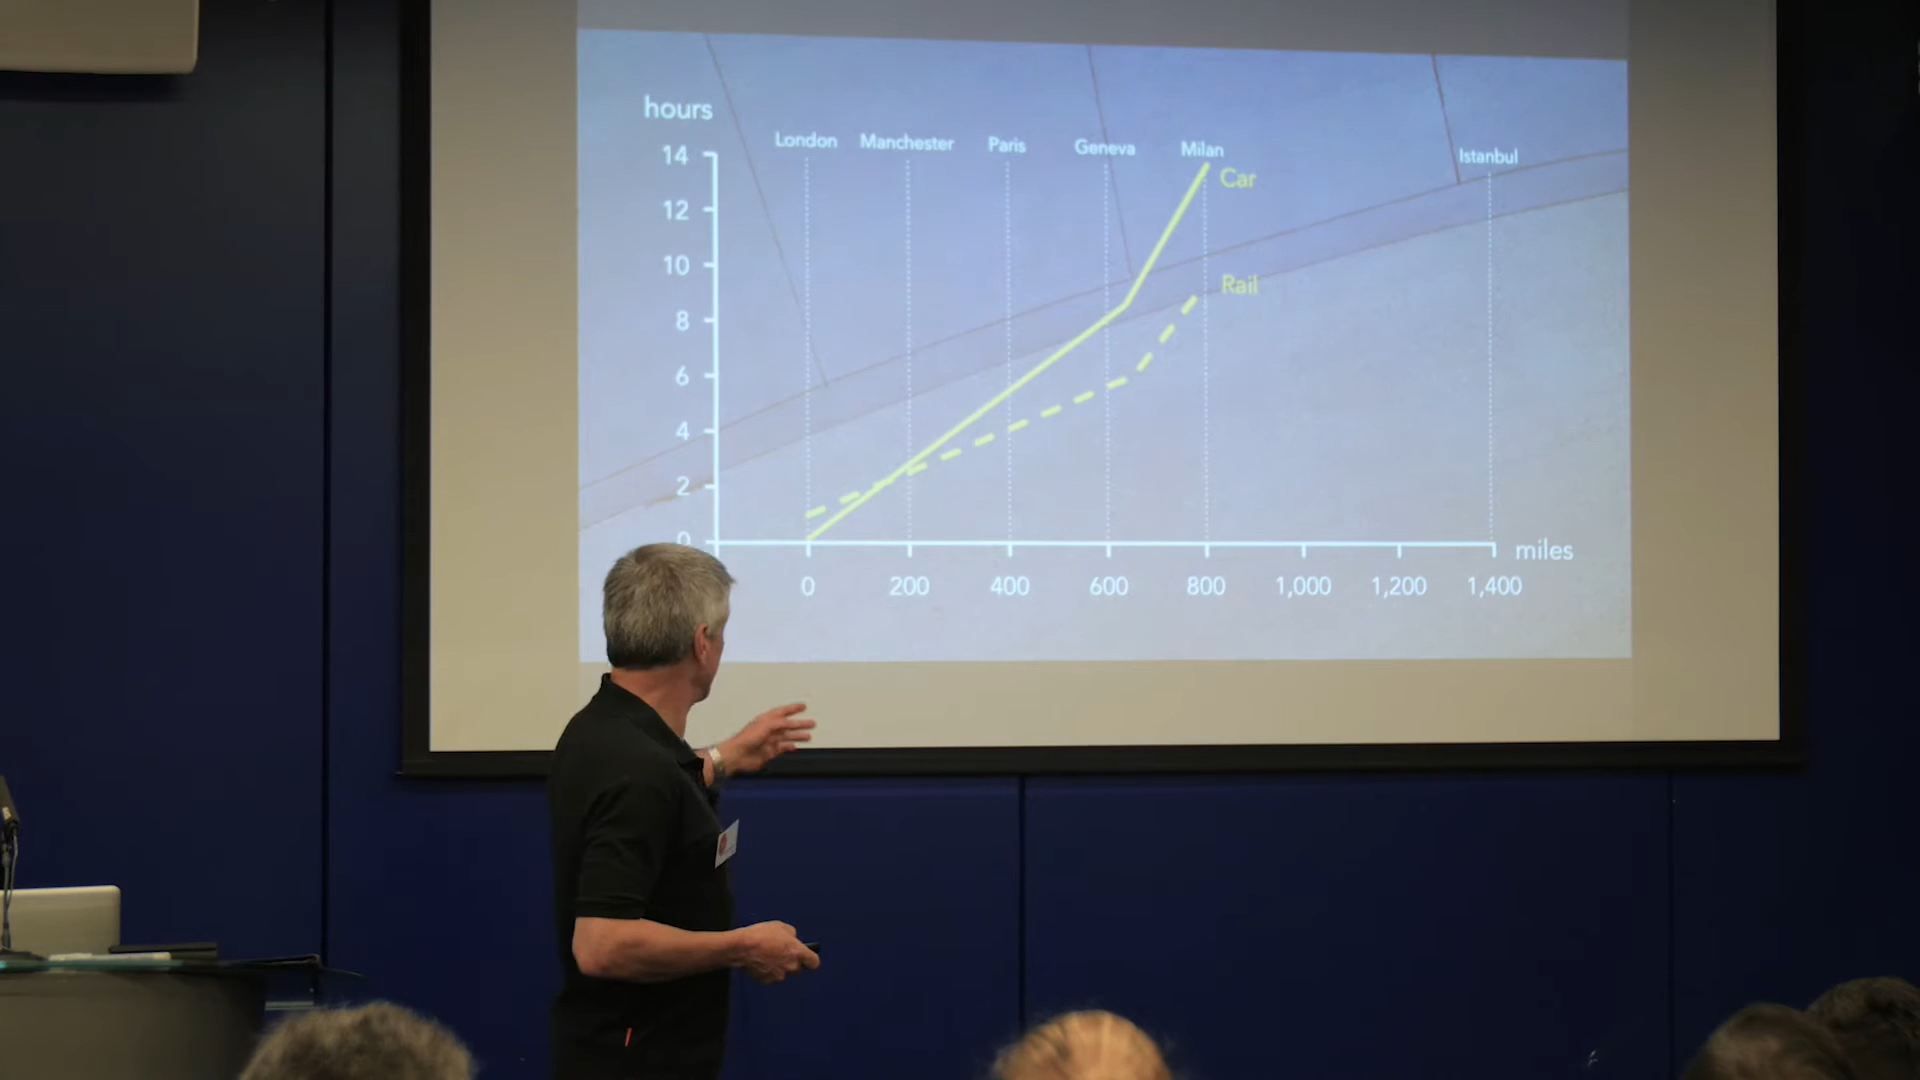 hours
London Manchester Paris Geneva Milan Istanbul
14
Car
12
10
Rail
8
6
4
2
0
miles
0 200 400 600 800 1,000 1,200 1,400